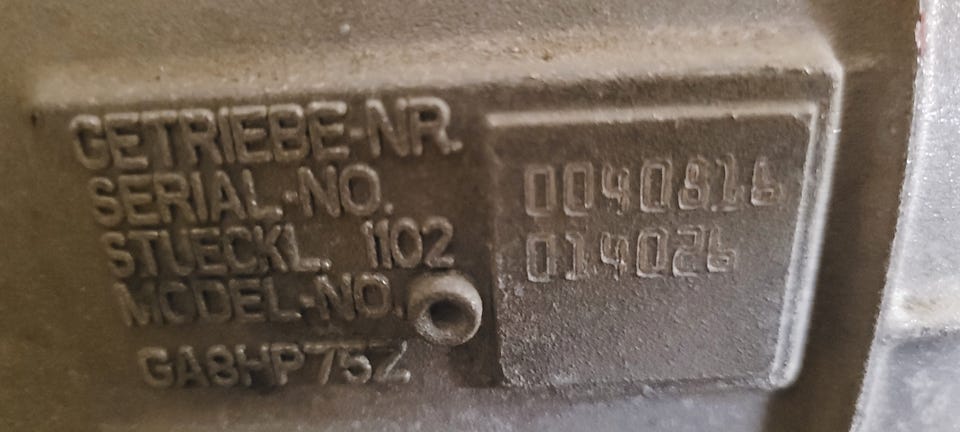 GETRIEBE-NR.
SERIAL-NO.
0040816
STUECKL. 1102
014026
MODEL-NO.
GA8HP75Z